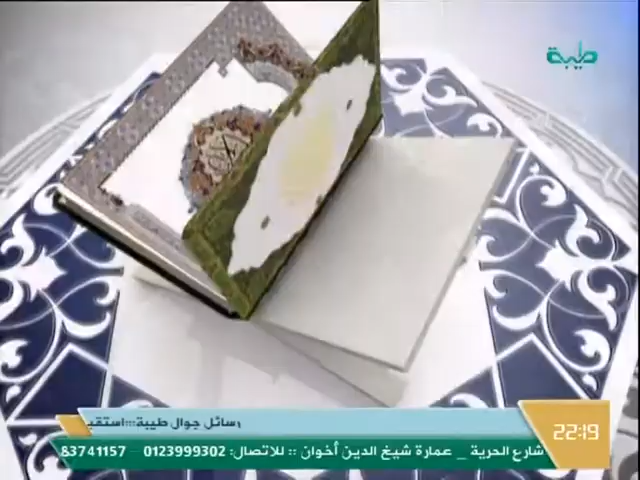 طيبة
رسائل جوال طيبة:::استقبـ
22:19
شارع الحرية _ عمارة شيخ الدين أخوان :: للاتصال: 0123999302 - 83741157